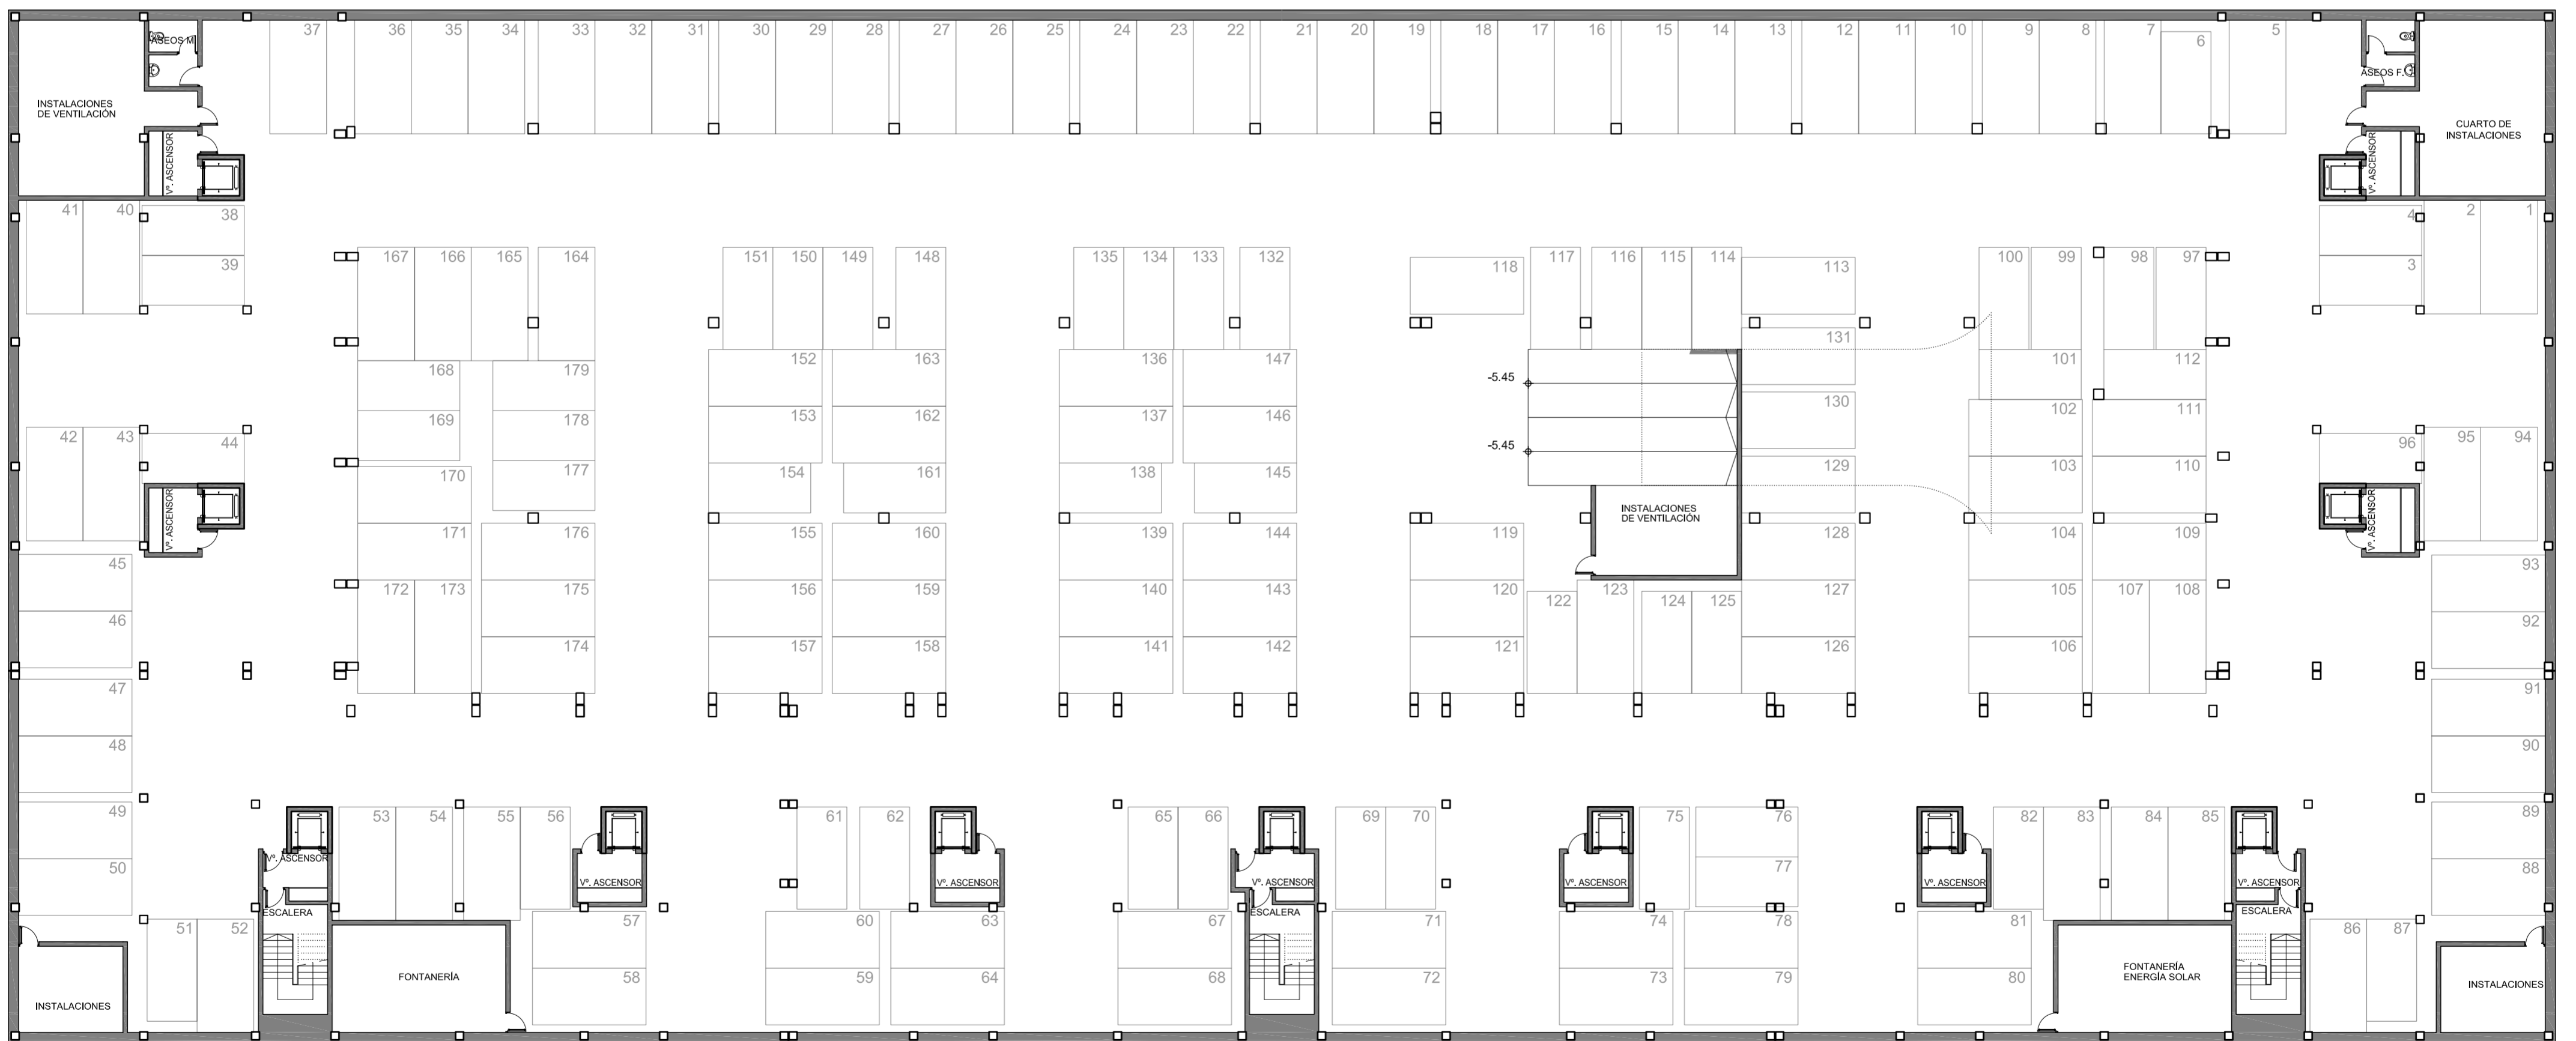 37 36 35 34 33 32 31 30 29 28 27 26 25 24 23 22 21 20 19 18 17 16 15 14 13 12 11 10 9 8 7 6 5
ASEOS M.
ASEOS F.
INSTALACIONES
DE VENTILACIÓN
CUARTO DE
INSTALACIONES
Vº. ASCENSOR
Vº. ASCENSOR
41 40 38
39
4 2 1
3
167 166 165 164
151 150 149 148
135 134 133 132
118 117 116 115 114 113
100 99 98 97
131
168 179
152 163
136 147
101 112
-5.45
169 178
153 162
137 146
130
102 111
42 43 44
96 95 94
-5.45
170 177
154 161
138 145
129
103 110
Vº. ASCENSOR
INSTALACIONES
DE VENTILACIÓN
Vº. ASCENSOR
171 176
155 160
139 144
119
128
104 109
45
93
172 173 175
156 159
140 143
120 122 123 124 125 127
105 107 108
46
92
174
157 158
141 142
121
126
106
47
91
48
90
49
89
53 54 55 56
61 62
65 66
69 70
75 76
82 83 84 85
50
88
77
Vº. ASCENSOR
Vº. ASCENSOR
Vº. ASCENSOR
Vº. ASCENSOR
Vº. ASCENSOR
Vº. ASCENSOR
Vº. ASCENSOR
ESCALERA
ESCALERA
ESCALERA
51 52
57
60 63
67
71
74 78
81
86 87
58
59 64
68
72
73 79
80
INSTALACIONES
FONTANERÍA
FONTANERÍA
ENERGÍA SOLAR
INSTALACIONES